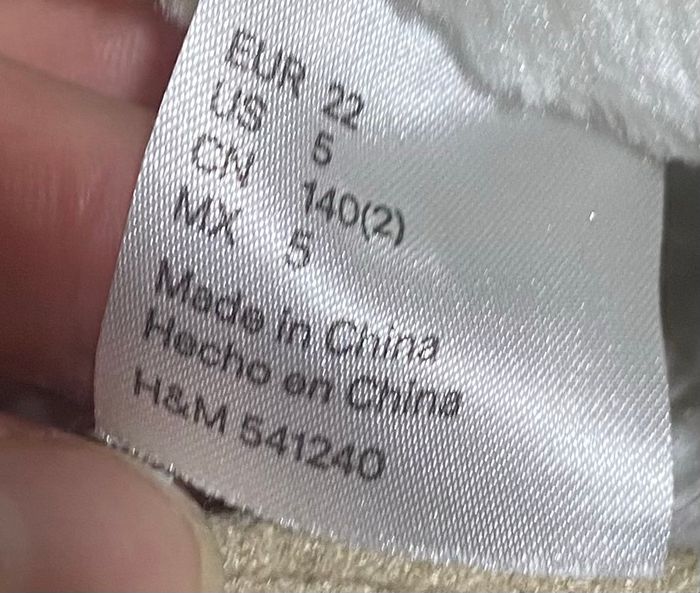 EUR 22
US 5
CN 140(2)
MX 5
Made in China
Hecho en China
H&M 541240